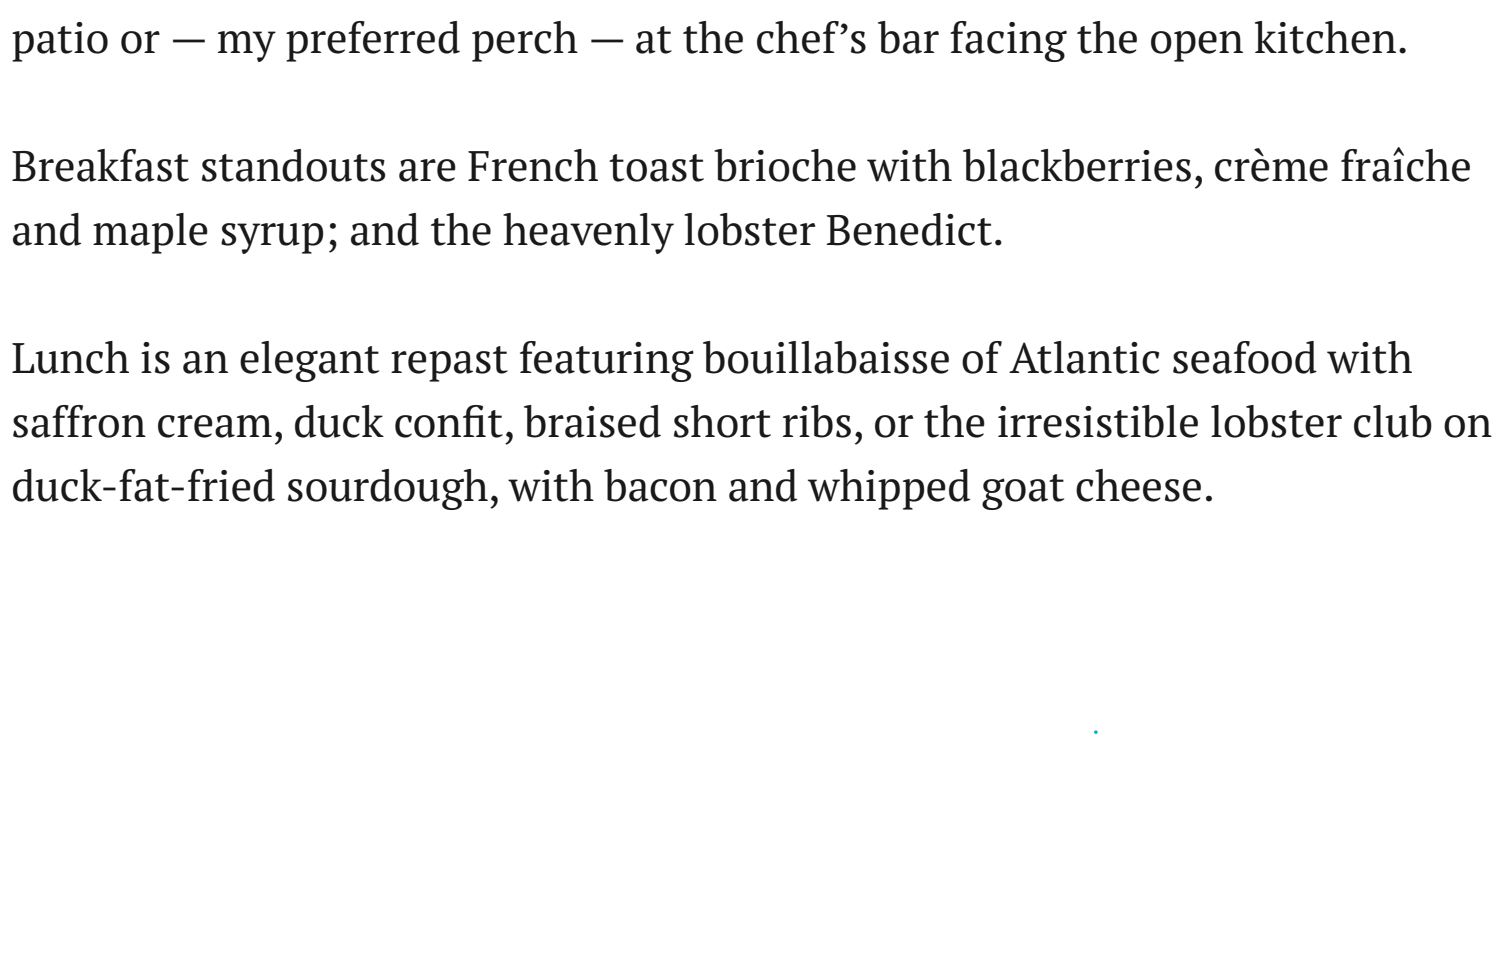 patio or — my preferred perch — at the chef’s bar facing the open kitchen.
Breakfast standouts are French toast brioche with blackberries, crème fraîche
and maple syrup; and the heavenly lobster Benedict.
Lunch is an elegant repast featuring bouillabaisse of Atlantic seafood with
saffron cream, duck confit, braised short ribs, or the irresistible lobster club on
duck-fat-fried sourdough, with bacon and whipped goat cheese.